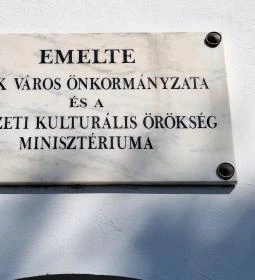 EMELTE
K VÁROS ÖNKORMÁNYZATA
ÉS A
ZETI KULTURÁLIS ÖRÖKSÉG
MINISZTÉRIUMA